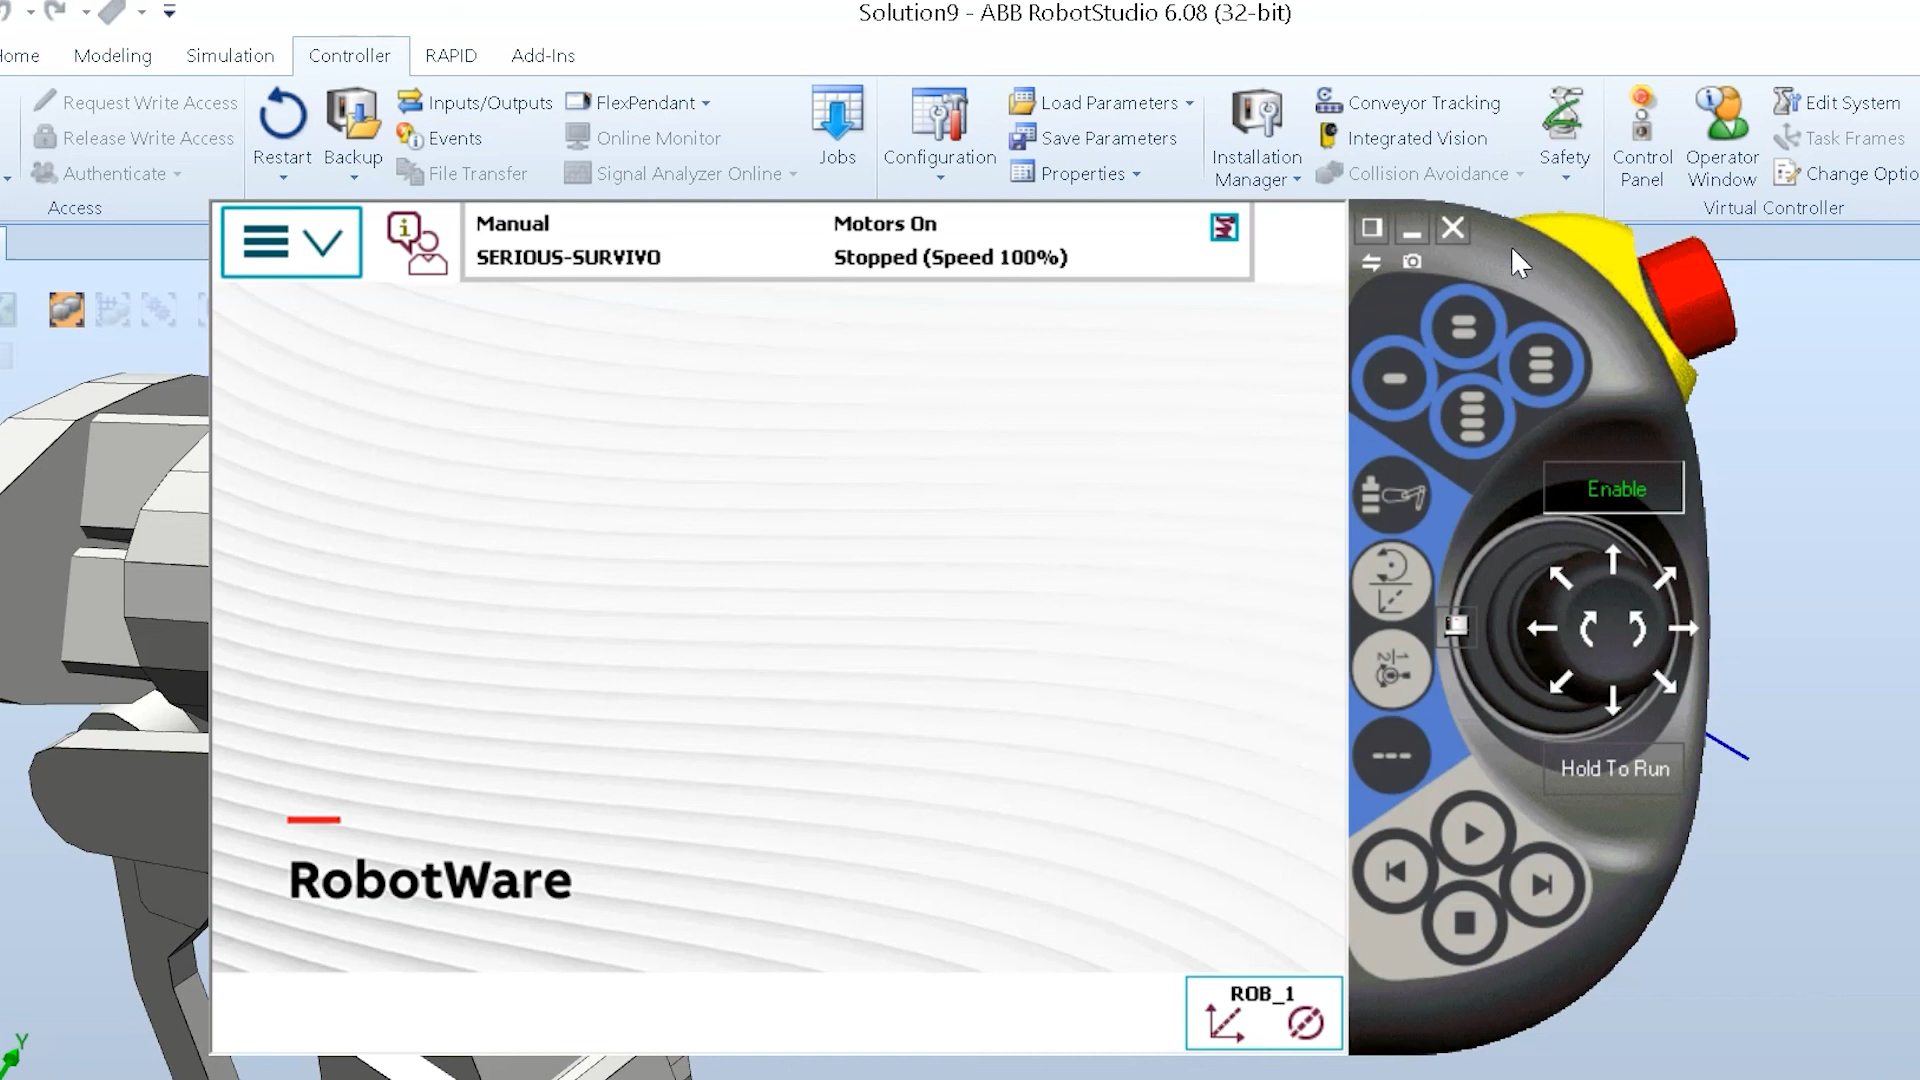 Solution9 - ABB RobotStudio 6.08 (32-bit)
Home Modeling Simulation Controller RAPID Add-Ins
Request Write Access
Release Write Access
Authenticate
Access
Restart
Backup
Inputs/Outputs
Events
File Transfer
FlexPendant
Online Monitor
Signal Analyzer Online
Jobs
Configuration
Load Parameters
Save Parameters
Properties
Installation
Manager
Conveyor Tracking
Integrated Vision
Collision Avoidance
Safety
Control
Panel
Operator
Window
Edit System
Task Frames
Change Optio
Virtual Controller
Manual
SERIOUS-SURVIVO
Motors On
Stopped (Speed 100%)
Enable
Hold To Run
RobotWare
ROB_1
Y